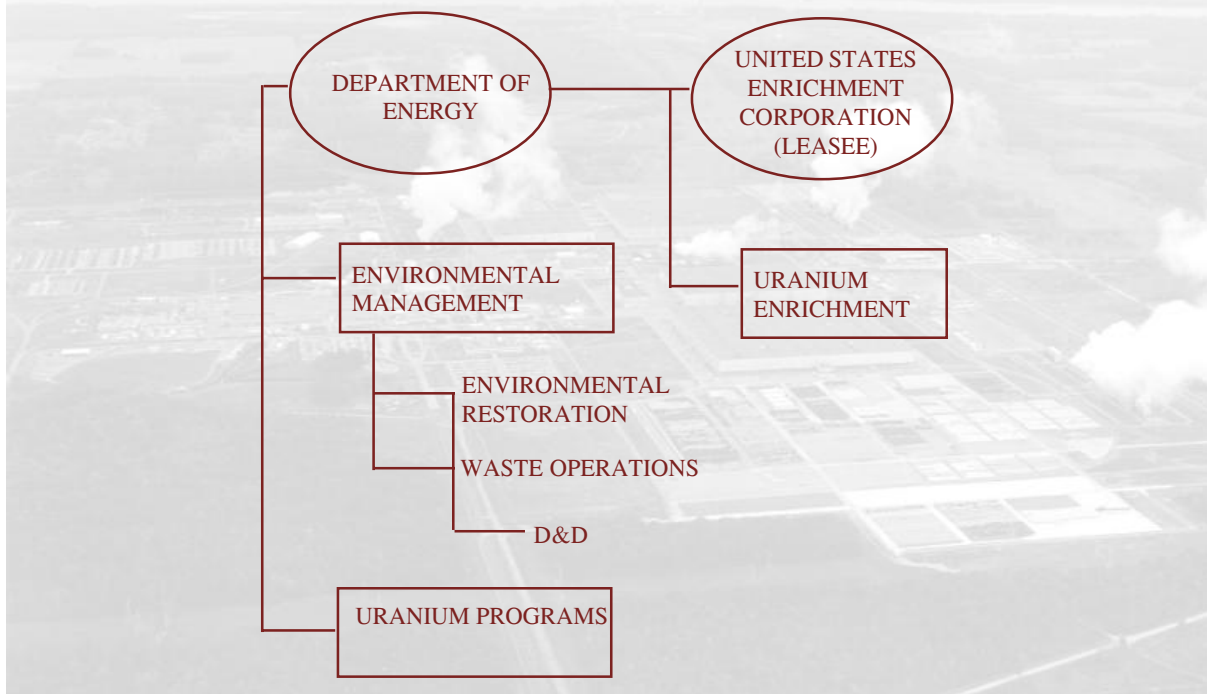 DEPARTMENT OF
ENERGY
UNITED STATES
ENRICHMENT
CORPORATION
(LEASEE)
ENVIRONMENTAL
MANAGEMENT
URANIUM
ENRICHMENT
ENVIRONMENTAL
RESTORATION
WASTE OPERATIONS
D&D
URANIUM PROGRAMS